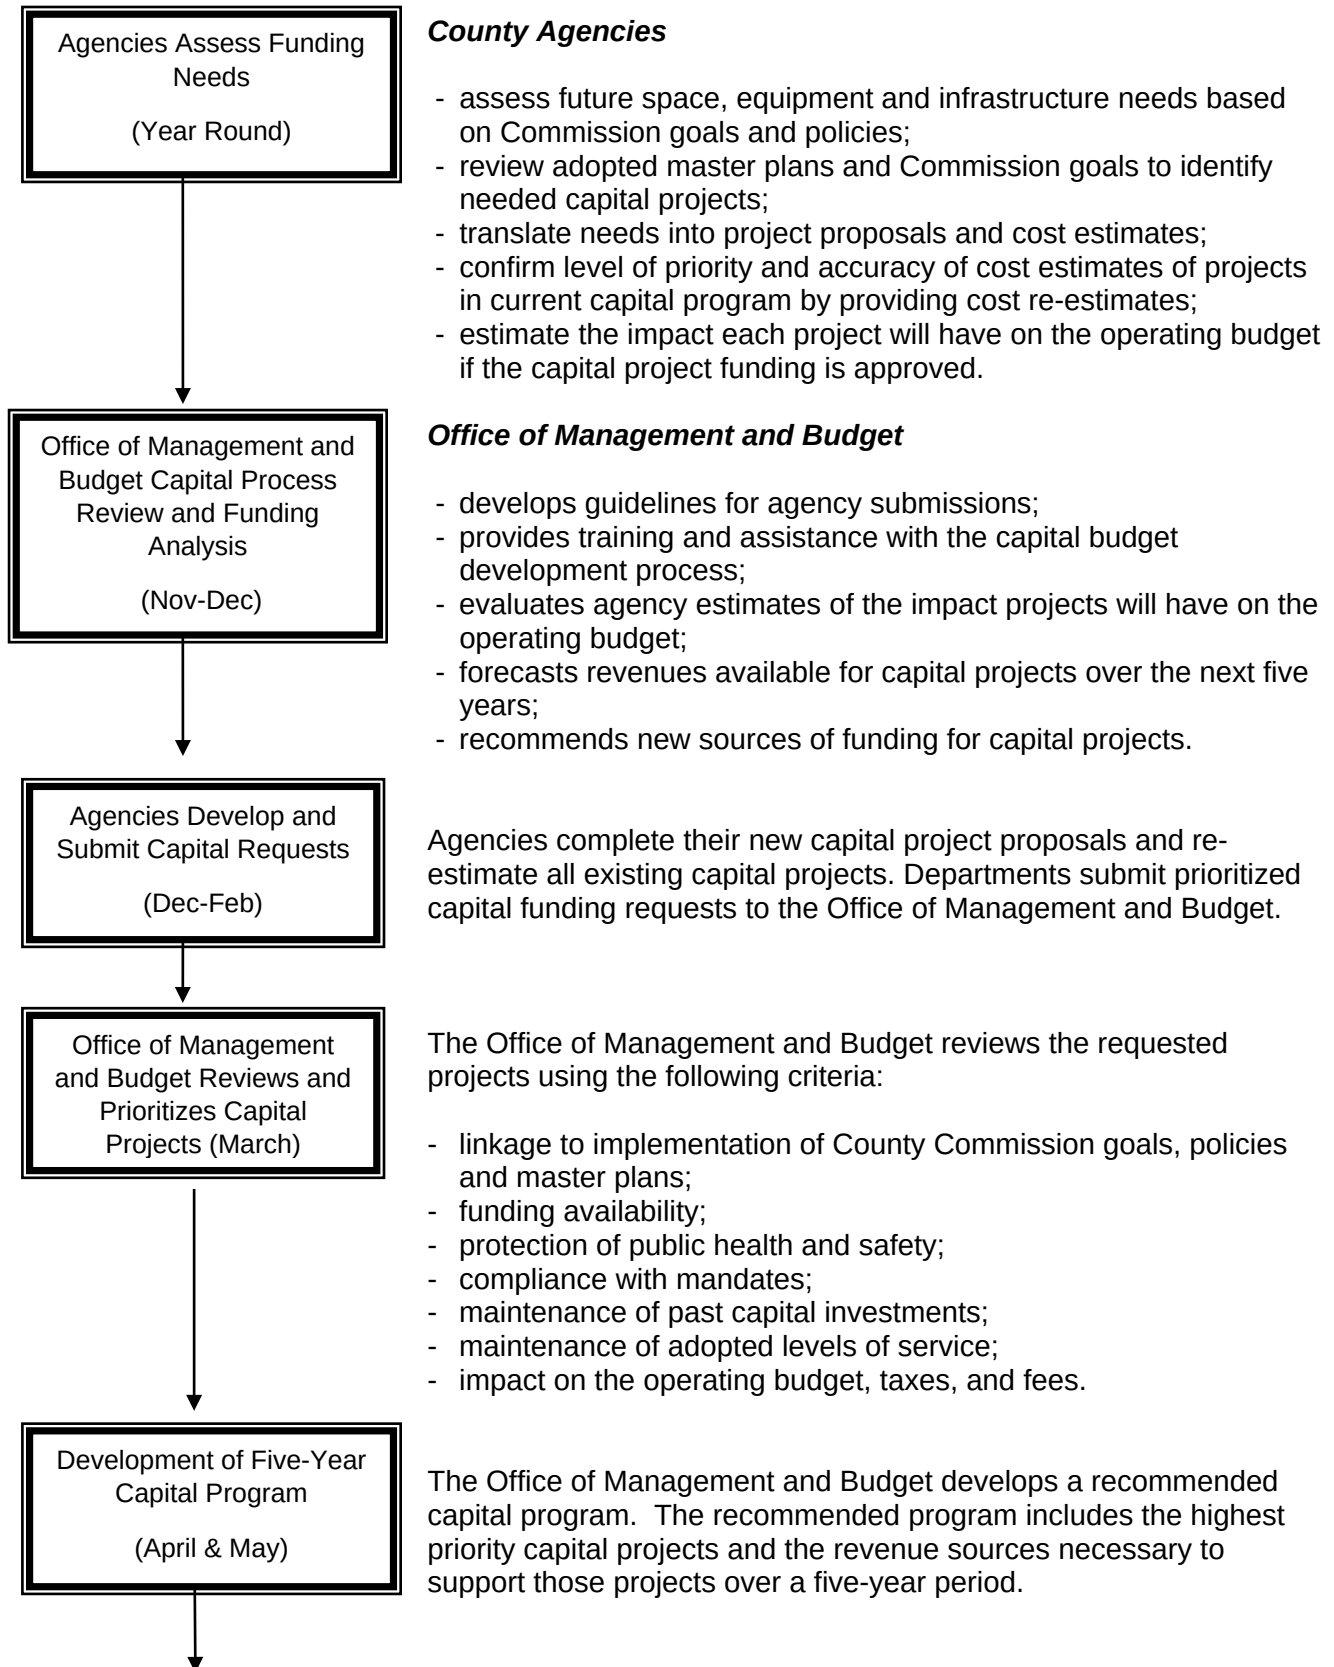 Agencies Assess Funding
Needs
(Year Round)
County Agencies
- assess future space, equipment and infrastructure needs based
on Commission goals and policies;
- review adopted master plans and Commission goals to identify
needed capital projects;
- translate needs into project proposals and cost estimates;
- confirm level of priority and accuracy of cost estimates of projects
in current capital program by providing cost re-estimates;
- estimate the impact each project will have on the operating budget
if the capital project funding is approved.
Office of Management and
Budget Capital Process
Review and Funding
Analysis
(Nov-Dec)
Office of Management and Budget
- develops guidelines for agency submissions;
- provides training and assistance with the capital budget
development process;
- evaluates agency estimates of the impact projects will have on the
operating budget;
- forecasts revenues available for capital projects over the next five
years;
- recommends new sources of funding for capital projects.
Agencies Develop and
Submit Capital Requests
(Dec-Feb)
Agencies complete their new capital project proposals and re-
estimate all existing capital projects. Departments submit prioritized
capital funding requests to the Office of Management and Budget.
Office of Management
and Budget Reviews and
Prioritizes Capital
Projects (March)
The Office of Management and Budget reviews the requested
projects using the following criteria:
- linkage to implementation of County Commission goals, policies
and master plans;
- funding availability;
- protection of public health and safety;
- compliance with mandates;
- maintenance of past capital investments;
- maintenance of adopted levels of service;
- impact on the operating budget, taxes, and fees.
Development of Five-Year
Capital Program
(April & May)
The Office of Management and Budget develops a recommended
capital program.  The recommended program includes the highest
priority capital projects and the revenue sources necessary to
support those projects over a five-year period.